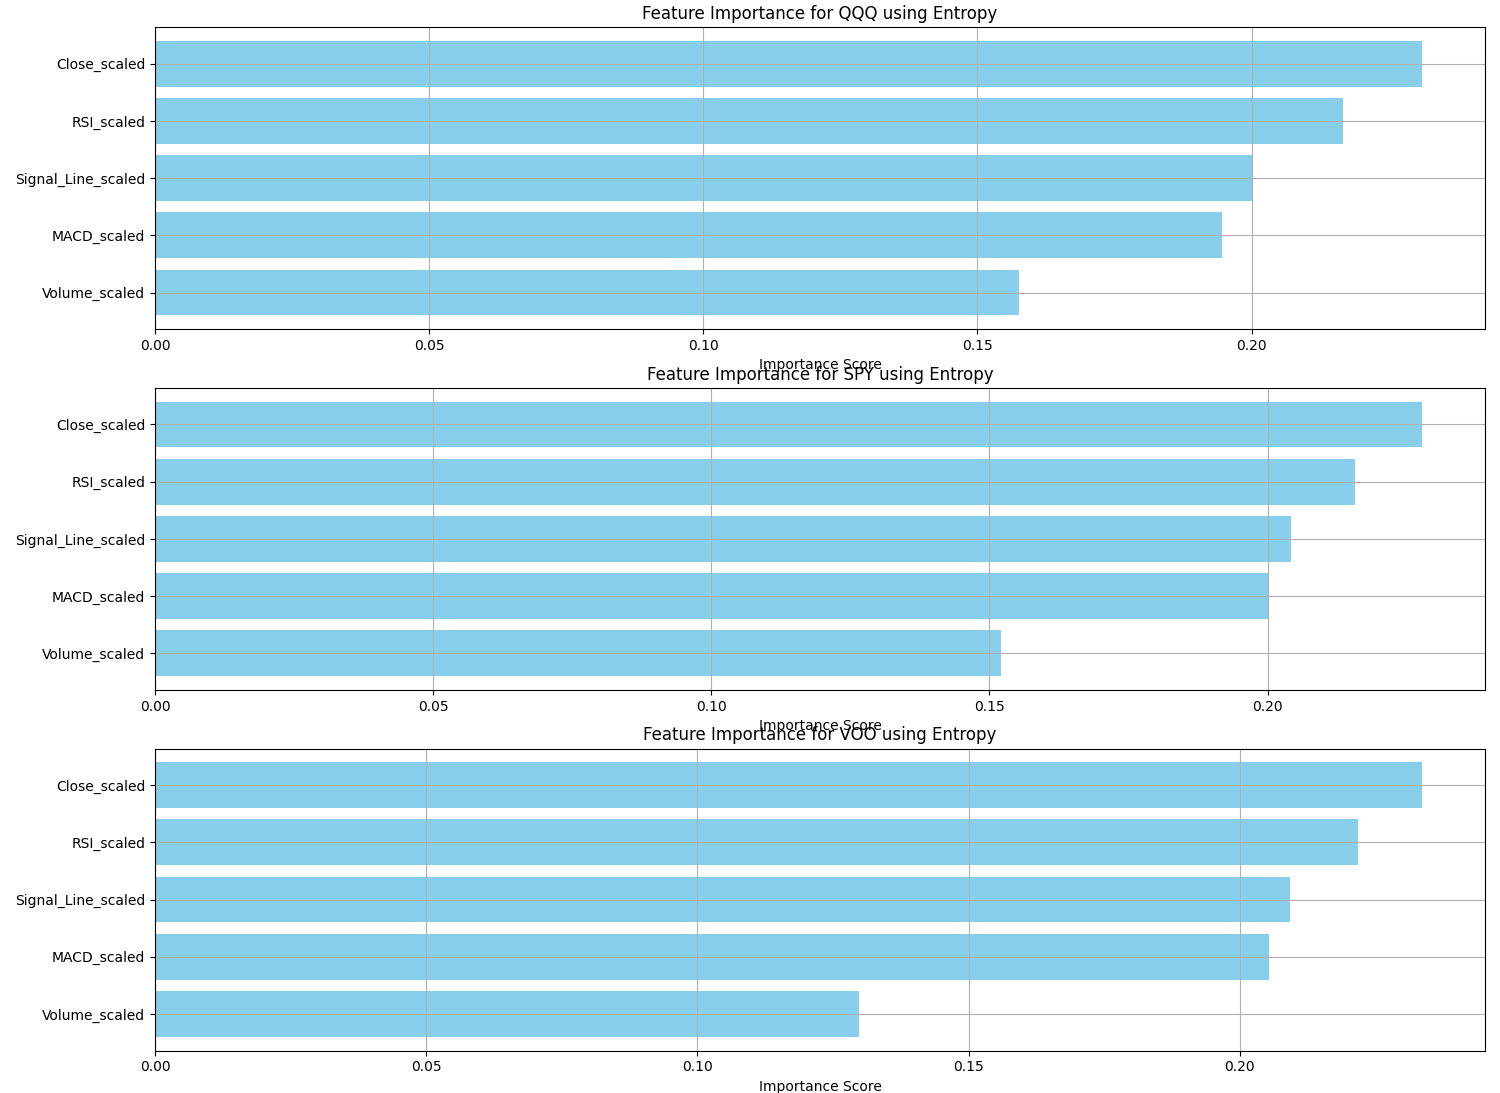 Feature Importance for QQQ using Entropy
Close_scaled
RSI_scaled
Signal_Line_scaled
MACD_scaled
Volume_scaled
0.00 0.05 0.10 0.15 0.20
Importance Score
Feature Importance for SPY using Entropy
Close_scaled
RSI_scaled
Signal_Line_scaled
MACD_scaled
Volume_scaled
0.00 0.05 0.10 0.15 0.20
Importance Score
Feature Importance for VOO using Entropy
Close_scaled
RSI_scaled
Signal_Line_scaled
MACD_scaled
Volume_scaled
0.00 0.05 0.10 0.15 0.20
Importance Score